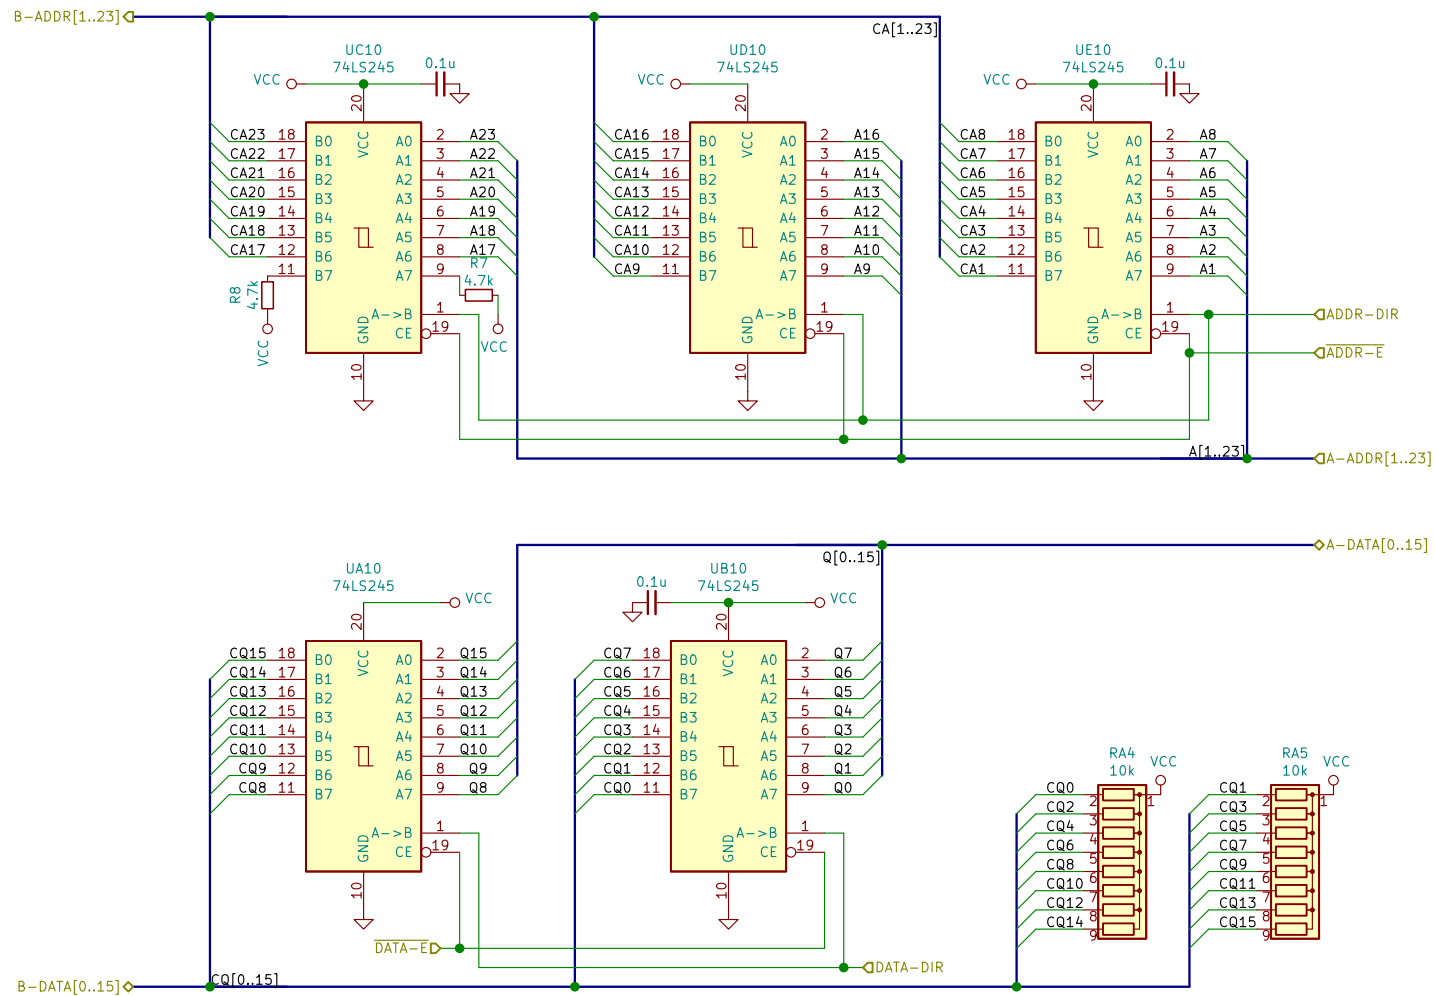 B-ADDR[1..23]
CA[1..23]
UC10
74LS245
0.1u
VCC
20
VCC
CA23 18 B0 A0 2 A23
CA22 17 B1 A1 3 A22
CA21 16 B2 A2 4 A21
CA20 15 B3 A3 5 A20
CA19 14 B4 A4 6 A19
CA18 13 B5 A5 7 A18
CA17 12 B6 A6 8 A17
11 B7 A7 9
R7
4.7k
VCC
R8
4.7k
VCC
A->B 1
CE 19
GND
10
UD10
74LS245
VCC
20
VCC
CA16 18 B0 A0 2 A16
CA15 17 B1 A1 3 A15
CA14 16 B2 A2 4 A14
CA13 15 B3 A3 5 A13
CA12 14 B4 A4 6 A12
CA11 13 B5 A5 7 A11
CA10 12 B6 A6 8 A10
CA9 11 B7 A7 9 A9
A->B 1
CE 19
GND
10
UE10
74LS245
0.1u
VCC
20
VCC
CA8 18 B0 A0 2 A8
CA7 17 B1 A1 3 A7
CA6 16 B2 A2 4 A6
CA5 15 B3 A3 5 A5
CA4 14 B4 A4 6 A4
CA3 13 B5 A5 7 A3
CA2 12 B6 A6 8 A2
CA1 11 B7 A7 9 A1
A->B 1
CE 19
GND
10
ADDR-DIR
ADDR-E
A[1..23]
A-ADDR[1..23]
A-DATA[0..15]
Q[0..15]
UA10
74LS245
VCC
20
VCC
CQ15 18 B0 A0 2 Q15
CQ14 17 B1 A1 3 Q14
CQ13 16 B2 A2 4 Q13
CQ12 15 B3 A3 5 Q12
CQ11 14 B4 A4 6 Q11
CQ10 13 B5 A5 7 Q10
CQ9 12 B6 A6 8 Q9
CQ8 11 B7 A7 9 Q8
A->B 1
CE 19
GND
10
UB10
74LS245
0.1u
VCC
20
VCC
CQ7 18 B0 A0 2 Q7
CQ6 17 B1 A1 3 Q6
CQ5 16 B2 A2 4 Q5
CQ4 15 B3 A3 5 Q4
CQ3 14 B4 A4 6 Q3
CQ2 13 B5 A5 7 Q2
CQ1 12 B6 A6 8 Q1
CQ0 11 B7 A7 9 Q0
A->B 1
CE 19
GND
10
DATA-E
DATA-DIR
RA4
10k
VCC
1
CQ0 2
CQ2 3
CQ4 4
CQ6 5
CQ8 6
CQ10 7
CQ12 8
CQ14 9
RA5
10k
VCC
1
CQ1 2
CQ3 3
CQ5 4
CQ7 5
CQ9 6
CQ11 7
CQ13 8
CQ15 9
CQ[0..15]
B-DATA[0..15]